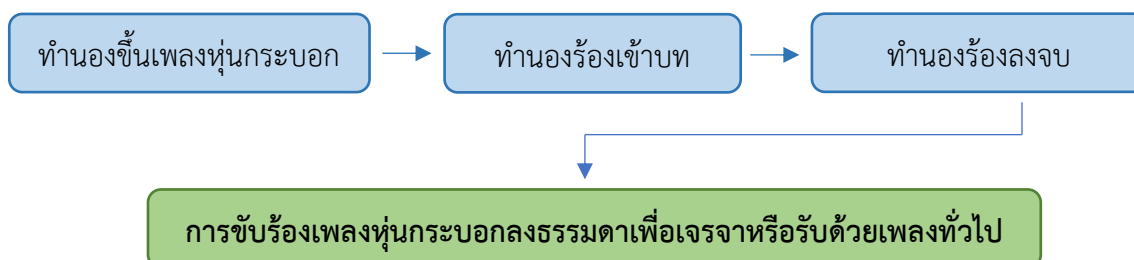 ทำนองขึ้นเพลงหุ่นกระบอก
ทำนองร้องเข้าบท
ทำนองร้องลงจบ
การขับร้องเพลงหุ่นกระบอกลงธรรมดาเพื่อเจรจาหรือรับด้วยเพลงทั่วไป